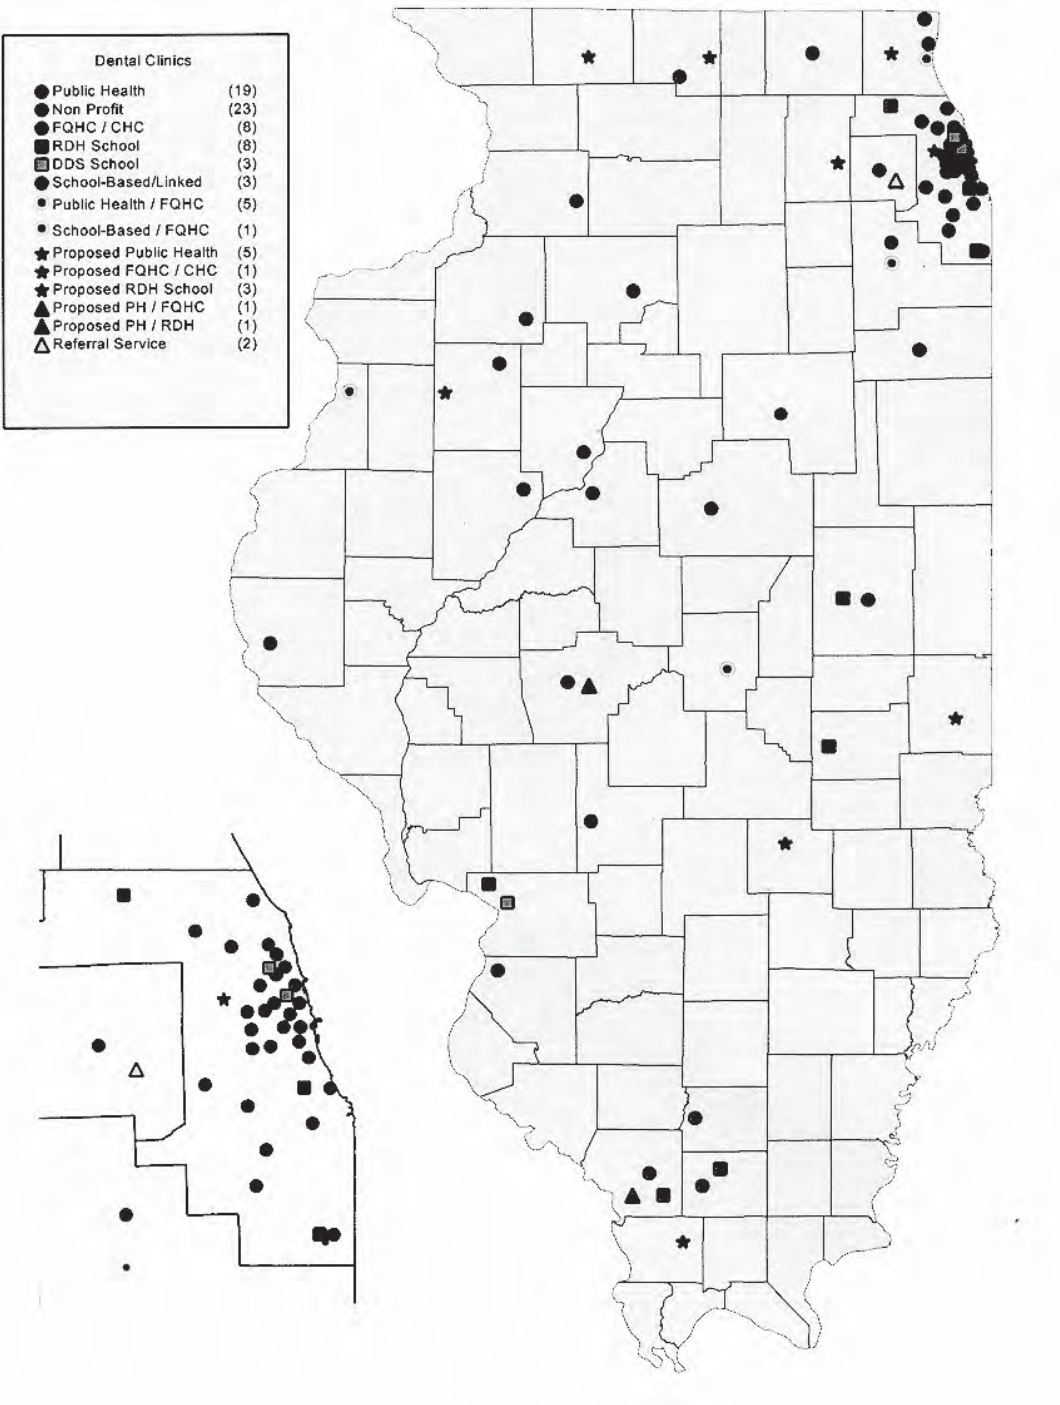 Dental Clinics
Public Health (19)
Non Profit (23)
FQHC / CHC (8)
RDH School (8)
DDS School (3)
School-Based/Linked (3)
Public Health / FQHC (5)
School-Based / FQHC (1)
Proposed Public Health (5)
Proposed FQHC / CHC (1)
Proposed RDH School (3)
Proposed PH / FQHC (1)
Proposed PH / RDH (1)
Referral Service (2)